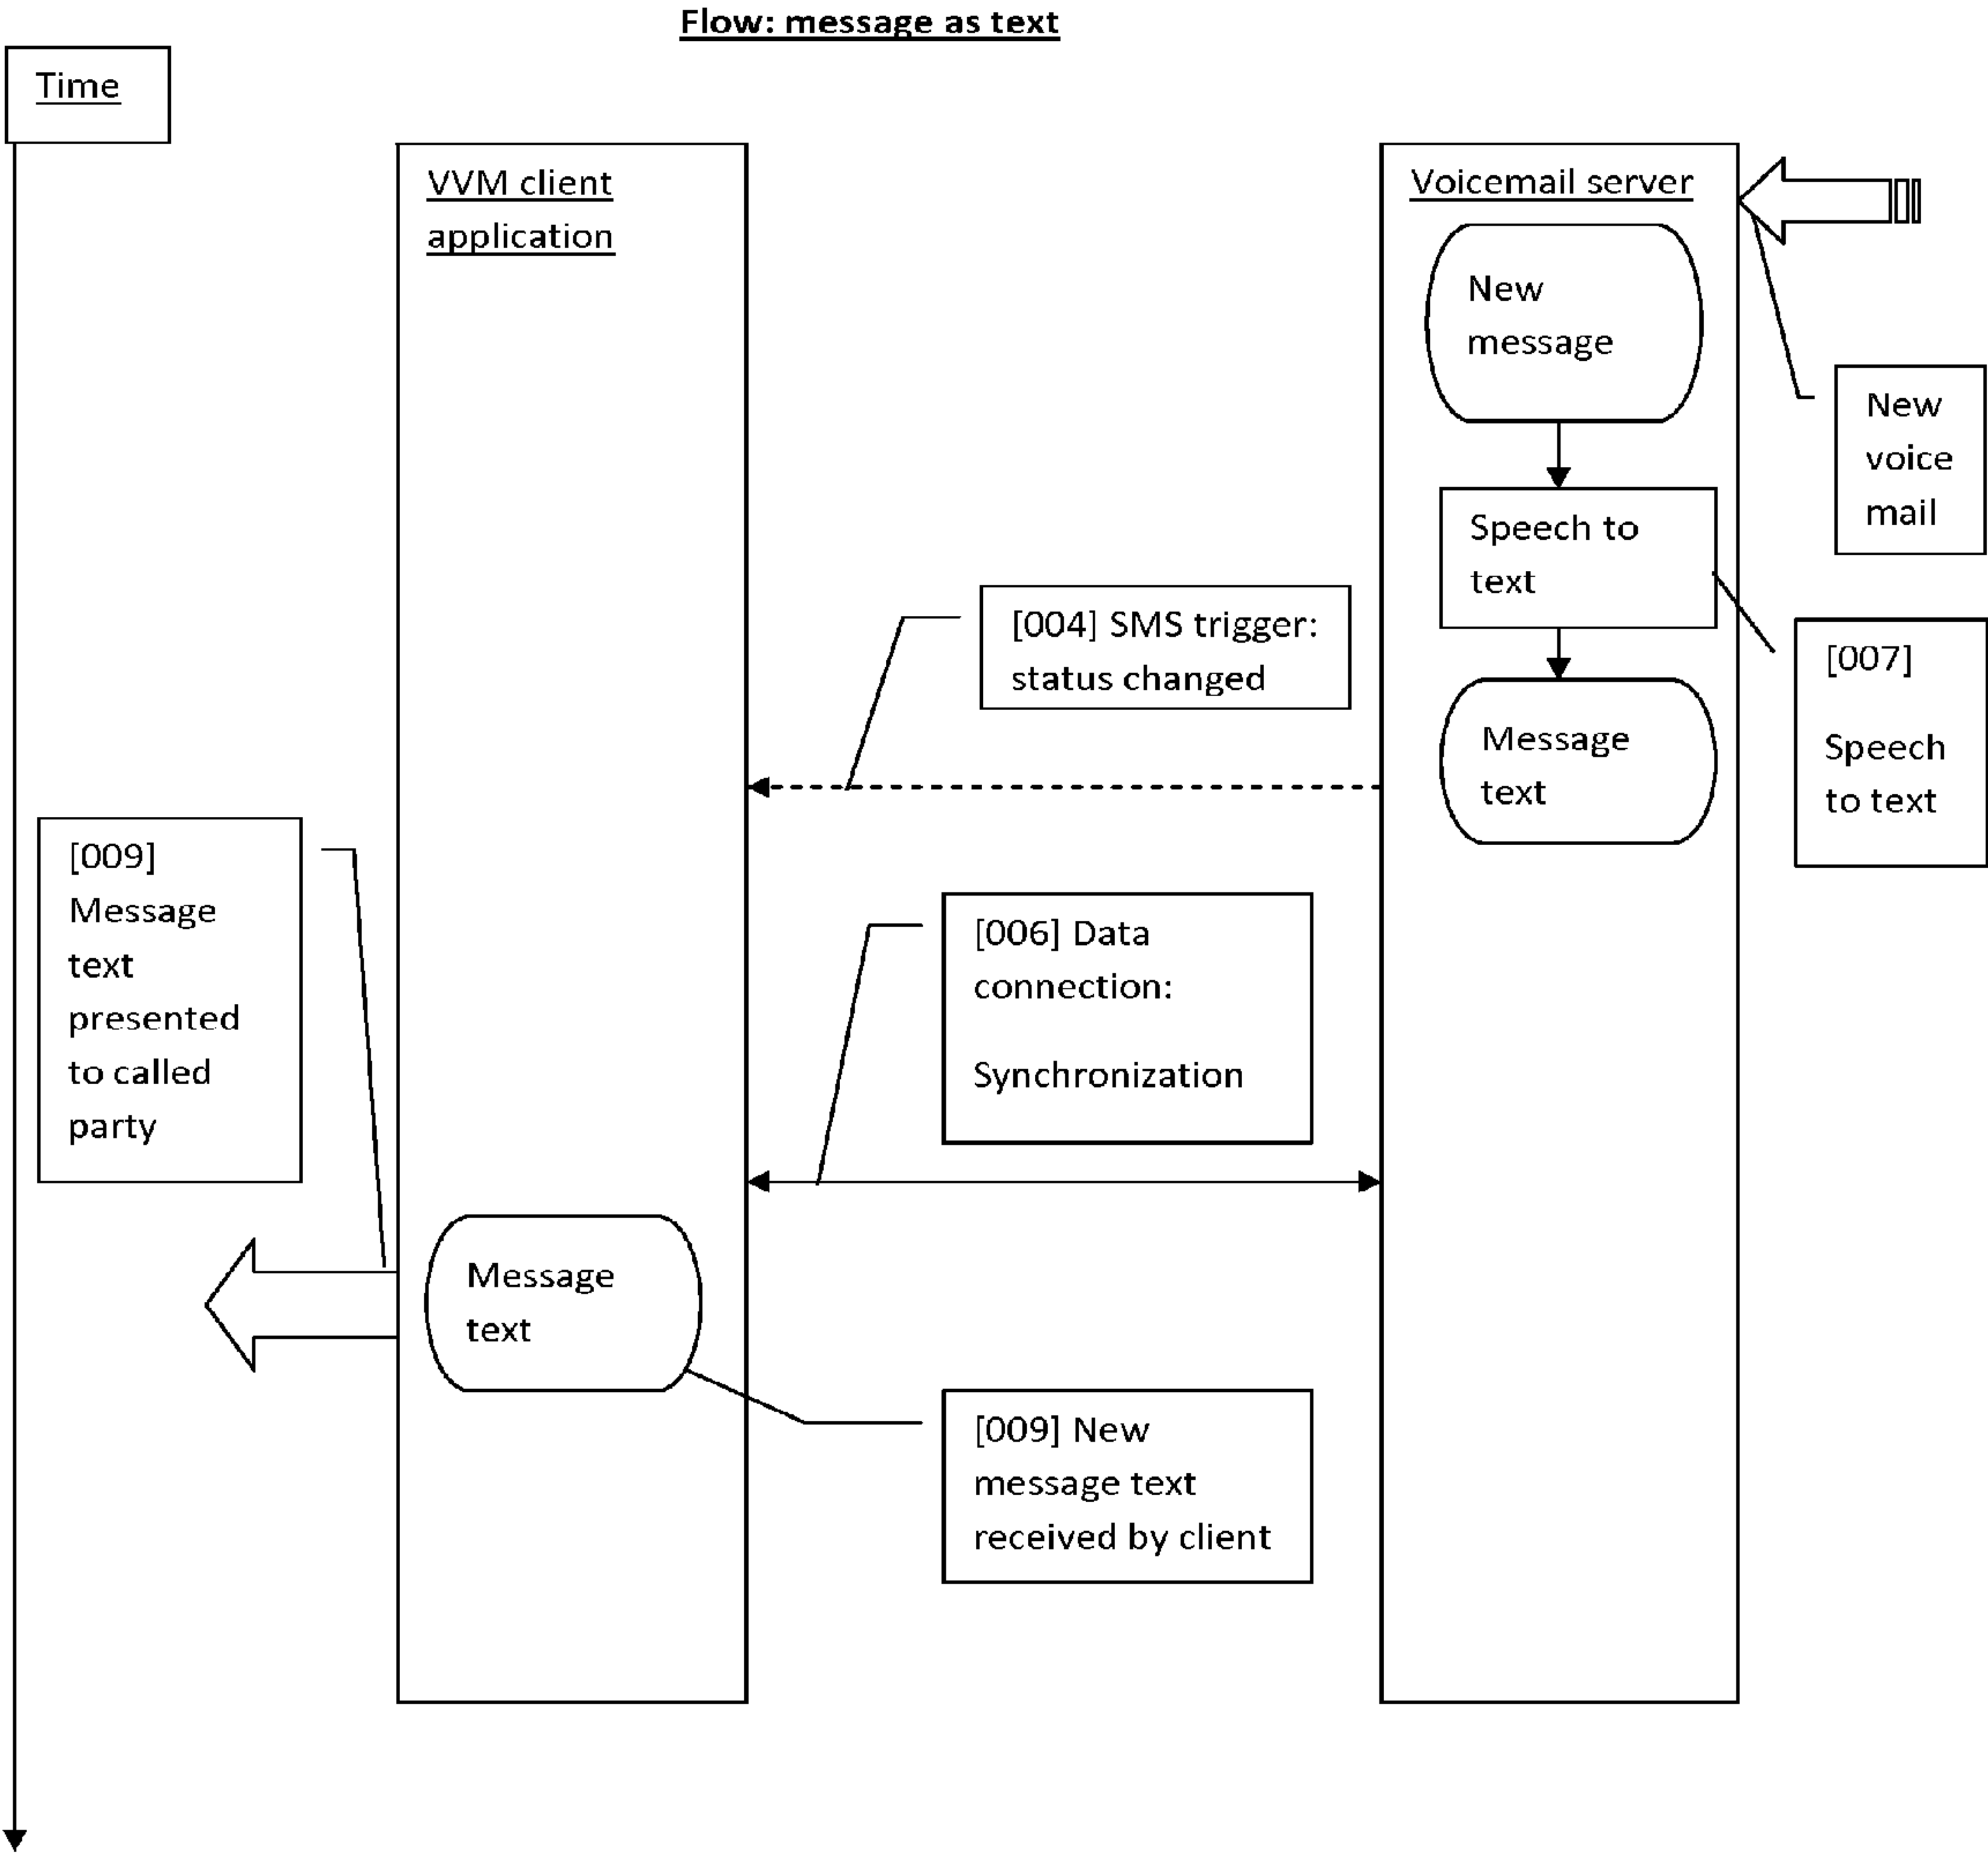 Flow: message as text
Time
VVM client
application
Voicemail server
New
message
New
voice
mail
Speech to
text
[004] SMS trigger:
status changed
[007]
Speech
to text
Message
text
[009]
Message
text
presented
to called
party
[006] Data
connection:
Synchronization
Message
text
[009] New
message text
received by client